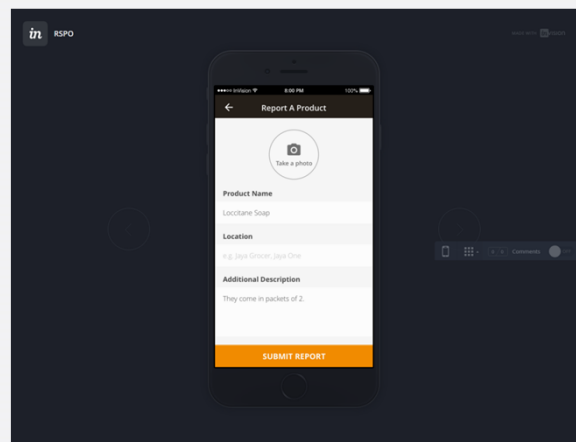 in RSPO
InVision 8:00 PM 100%
Report A Product
Take a photo
Product Name
Loccitane Soap
Location
e.g. Jaya Grocer, Jaya One
Additional Description
They come in packets of 2.
Comments
SUBMIT REPORT